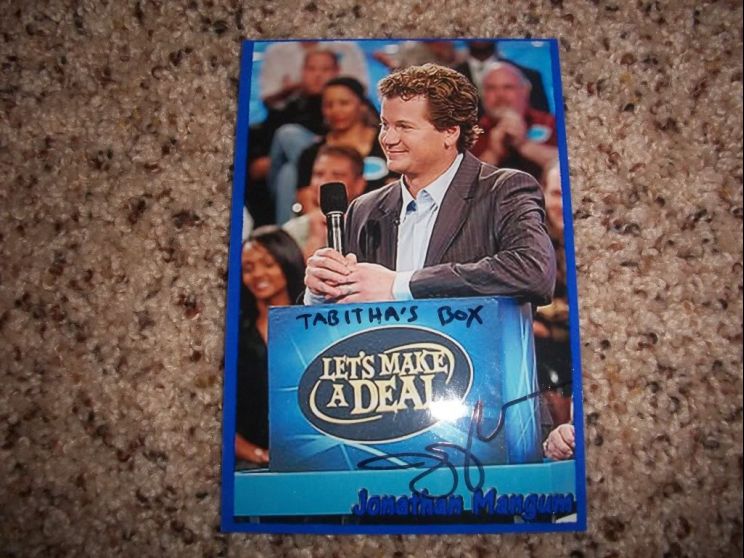 TABITHA'S BOX
LET'S MAKE
A DEAL
Jonathan Mangum